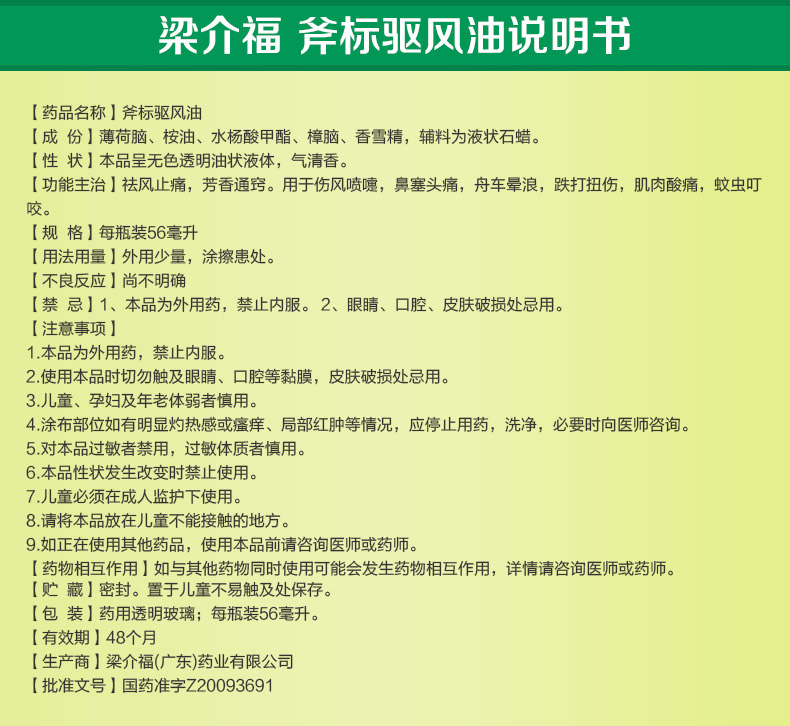 梁介福 斧标驱风油说明书
【药品名称】斧标驱风油
【成 份】薄荷脑、桉油、水杨酸甲酯、樟脑、香雪精，辅料为液状石蜡。
【性 状】本品呈无色透明油状液体，气清香。
【功能主治】祛风止痛，芳香通窍。用于伤风喷嚏，鼻塞头痛，舟车晕浪，跌打扭伤，肌肉酸痛，蚊虫叮
咬。
【规 格】每瓶装56毫升
【用法用量】外用少量，涂擦患处。
【不良反应】尚不明确
【禁 忌】1、本品为外用药，禁止内服。 2、眼睛、口腔、皮肤破损处忌用。
【注意事项】
1.本品为外用药，禁止内服。
2.使用本品时切勿触及眼睛、口腔等黏膜，皮肤破损处忌用。
3.儿童、孕妇及年老体弱者慎用。
4.涂布部位如有明显灼热感或瘙痒、局部红肿等情况，应停止用药，洗净，必要时向医师咨询。
5.对本品过敏者禁用，过敏体质者慎用。
6.本品性状发生改变时禁止使用。
7.儿童必须在成人监护下使用。
8.请将本品放在儿童不能接触的地方。
9.如正在使用其他药品，使用本品前请咨询医师或药师。
【药物相互作用】如与其他药物同时使用可能会发生药物相互作用，详情请咨询医师或药师。
【贮 藏】密封。置于儿童不易触及处保存。
【包 装】药用透明玻璃；每瓶装56毫升。
【有效期】48个月
【生产商】梁介福(广东)药业有限公司
【批准文号】国药准字Z20093691